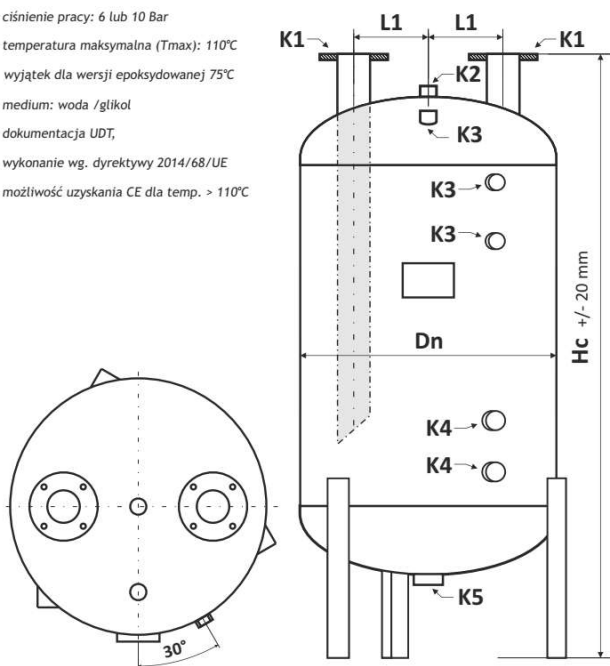 ciśnienie pracy: 6 lub 10 Bar
temperatura maksymalna (Tmax): 110°C
wyjątek dla wersji epoksydowanej 75°C
medium: woda /glikol
dokumentacja UDT,
wykonanie wg. dyrektywy 2014/68/UE
możliwość uzyskania CE dla temp. > 110°C
L1
L1
K1
K1
K2
K3
K3
K3
Dn
Hc +/- 20 mm
K4
K4
K5
30°